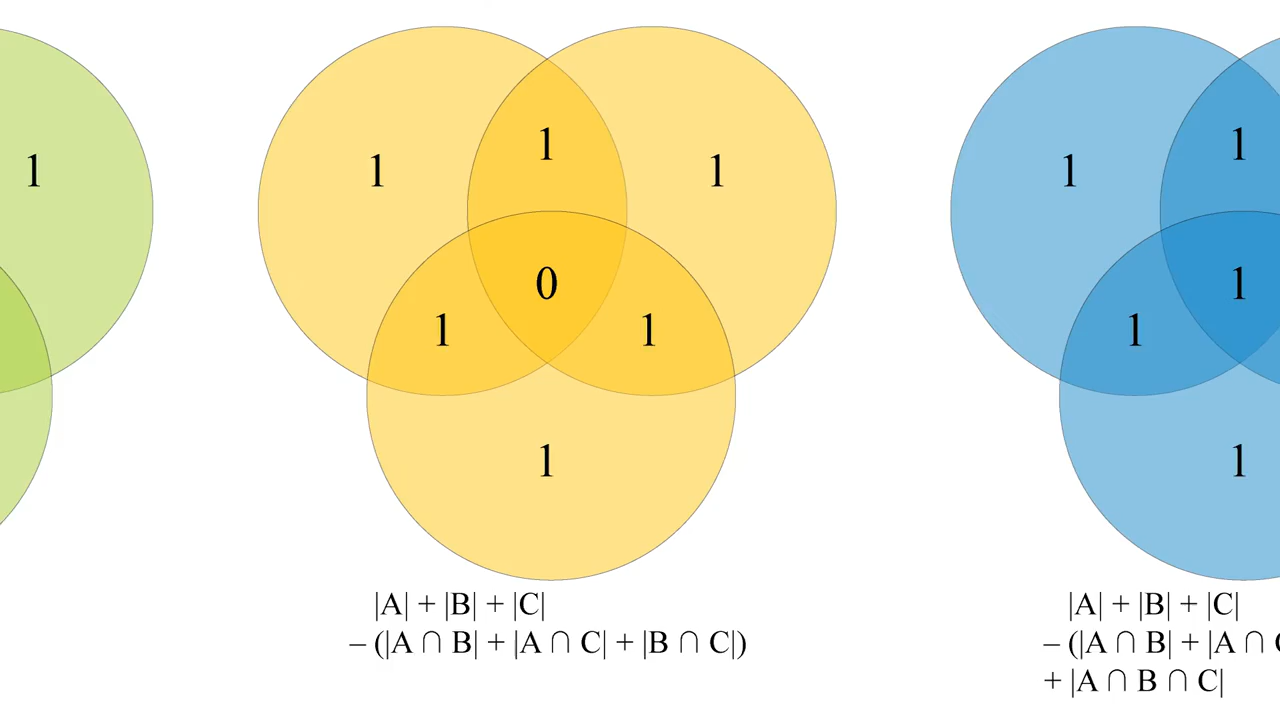 1
1
1
1
0
1
1
1
|A| + |B| + |C|
– (|A ∩ B| + |A ∩ C| + |B ∩ C|)
1
1
1
1
1
|A| + |B| + |C|
– (|A ∩ B| + |A ∩ C
+ |A ∩ B ∩ C|